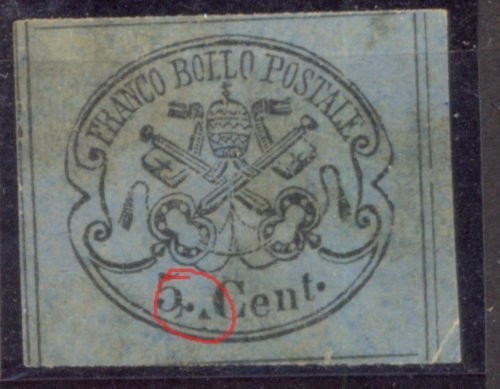 FRANCO BOLLO POSTALE
5. Cent.